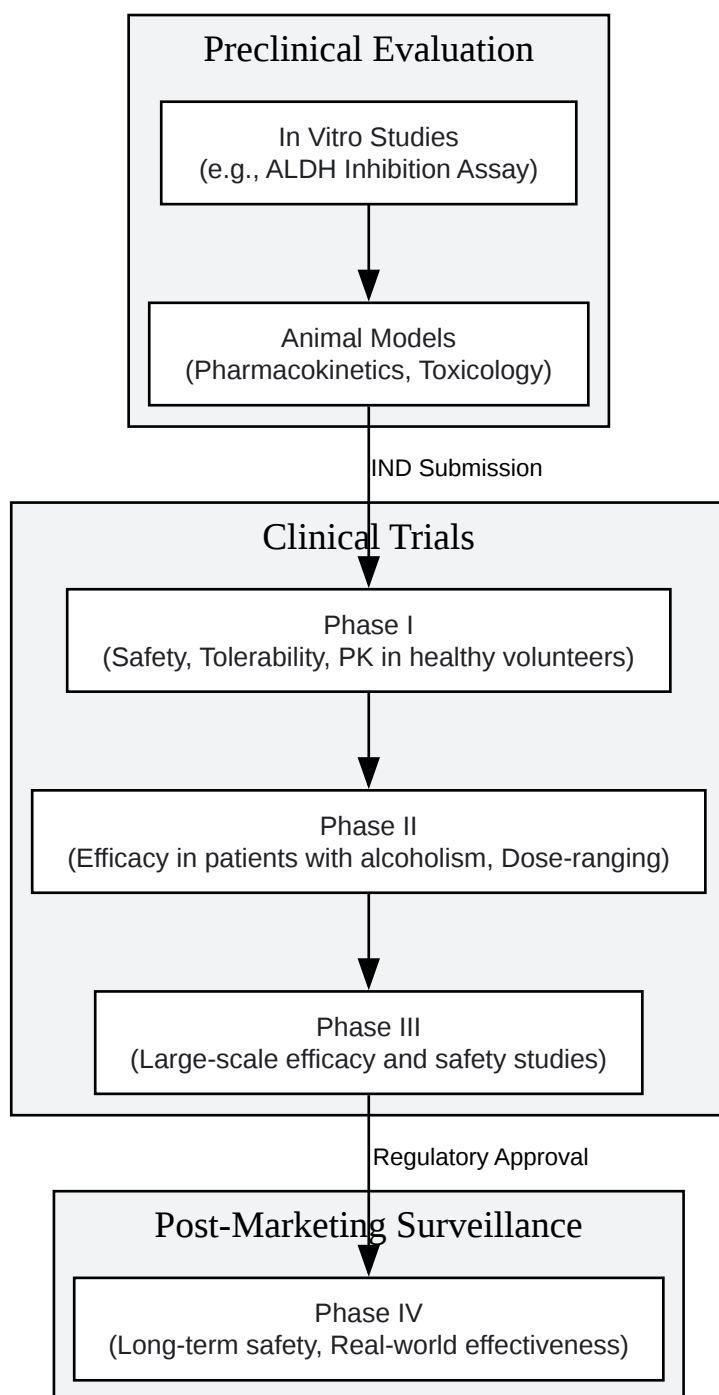 Preclinical Evaluation
In Vitro Studies
(e.g., ALDH Inhibition Assay)
Animal Models
(Pharmacokinetics, Toxicology)
IND Submission
Clinical Trials
Phase I
(Safety, Tolerability, PK in healthy volunteers)
Phase II
(Efficacy in patients with alcoholism, Dose-ranging)
Phase III
(Large-scale efficacy and safety studies)
Regulatory Approval
Post-Marketing Surveillance
Phase IV
(Long-term safety, Real-world effectiveness)